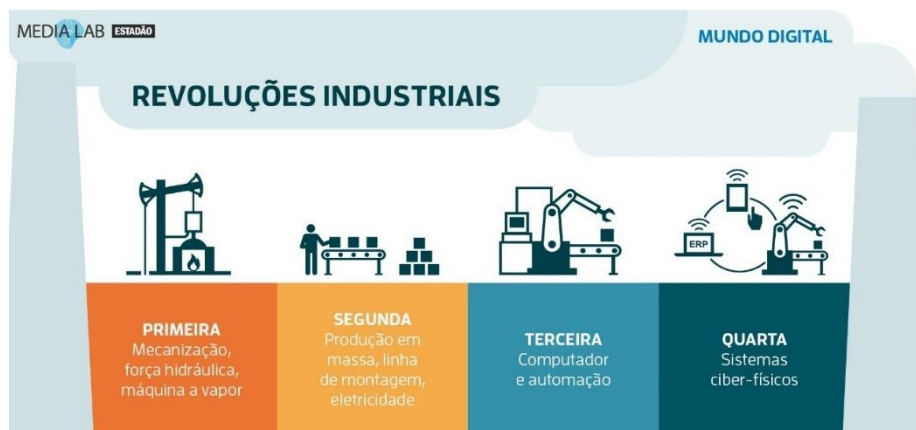 MEDIA LAB ESTADÃO
MUNDO DIGITAL
REVOLUÇÕES INDUSTRIAIS
ERP
PRIMEIRA
Mecanização,
força hidráulica,
máquina a vapor
SEGUNDA
Produção em
massa, linha
de montagem,
eletricidade
TERCEIRA
Computador
e automação
QUARTA
Sistemas
ciber-físicos